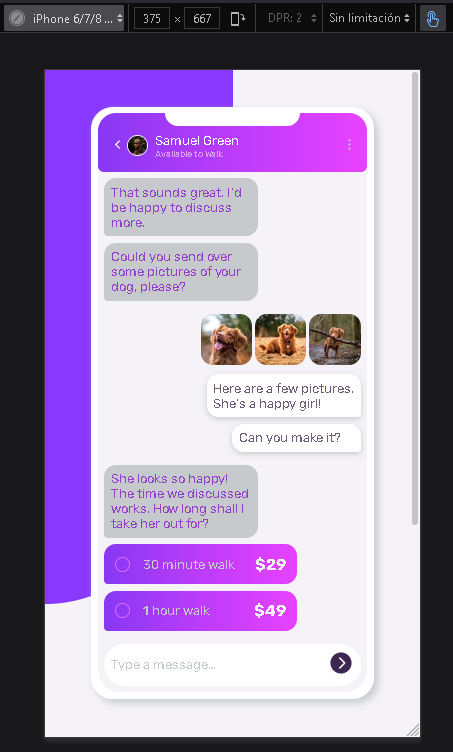 iPhone 6/7/8 ...
375 × 667
DPR: 2
Sin limitación
Samuel Green
Available to Walk
That sounds great. I'd
be happy to discuss
more.
Could you send over
some pictures of your
dog, please?
Here are a few pictures.
She's a happy girl!
Can you make it?
She looks so happy!
The time we discussed
works. How long shall I
take her out for?
30 minute walk $29
1 hour walk $49
Type a message...